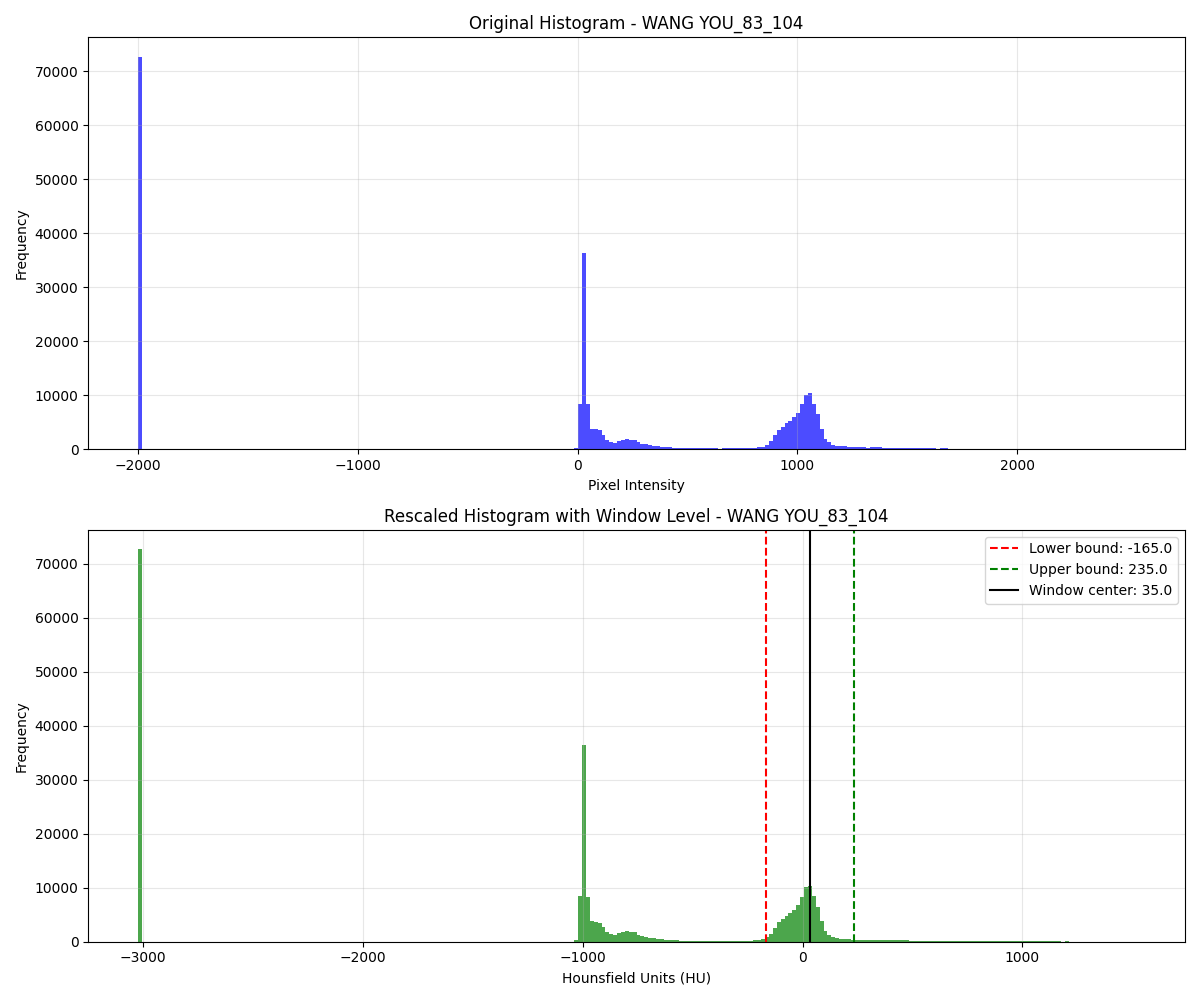 Original Histogram - WANG YOU_83_104
Frequency
70000
60000
50000
40000
30000
20000
10000
0
−2000
−1000
0
1000
2000
Pixel Intensity
Rescaled Histogram with Window Level - WANG YOU_83_104
Frequency
70000
60000
50000
40000
30000
20000
10000
0
Lower bound: -165.0
Upper bound: 235.0
Window center: 35.0
−3000
−2000
−1000
0
1000
Hounsfield Units (HU)